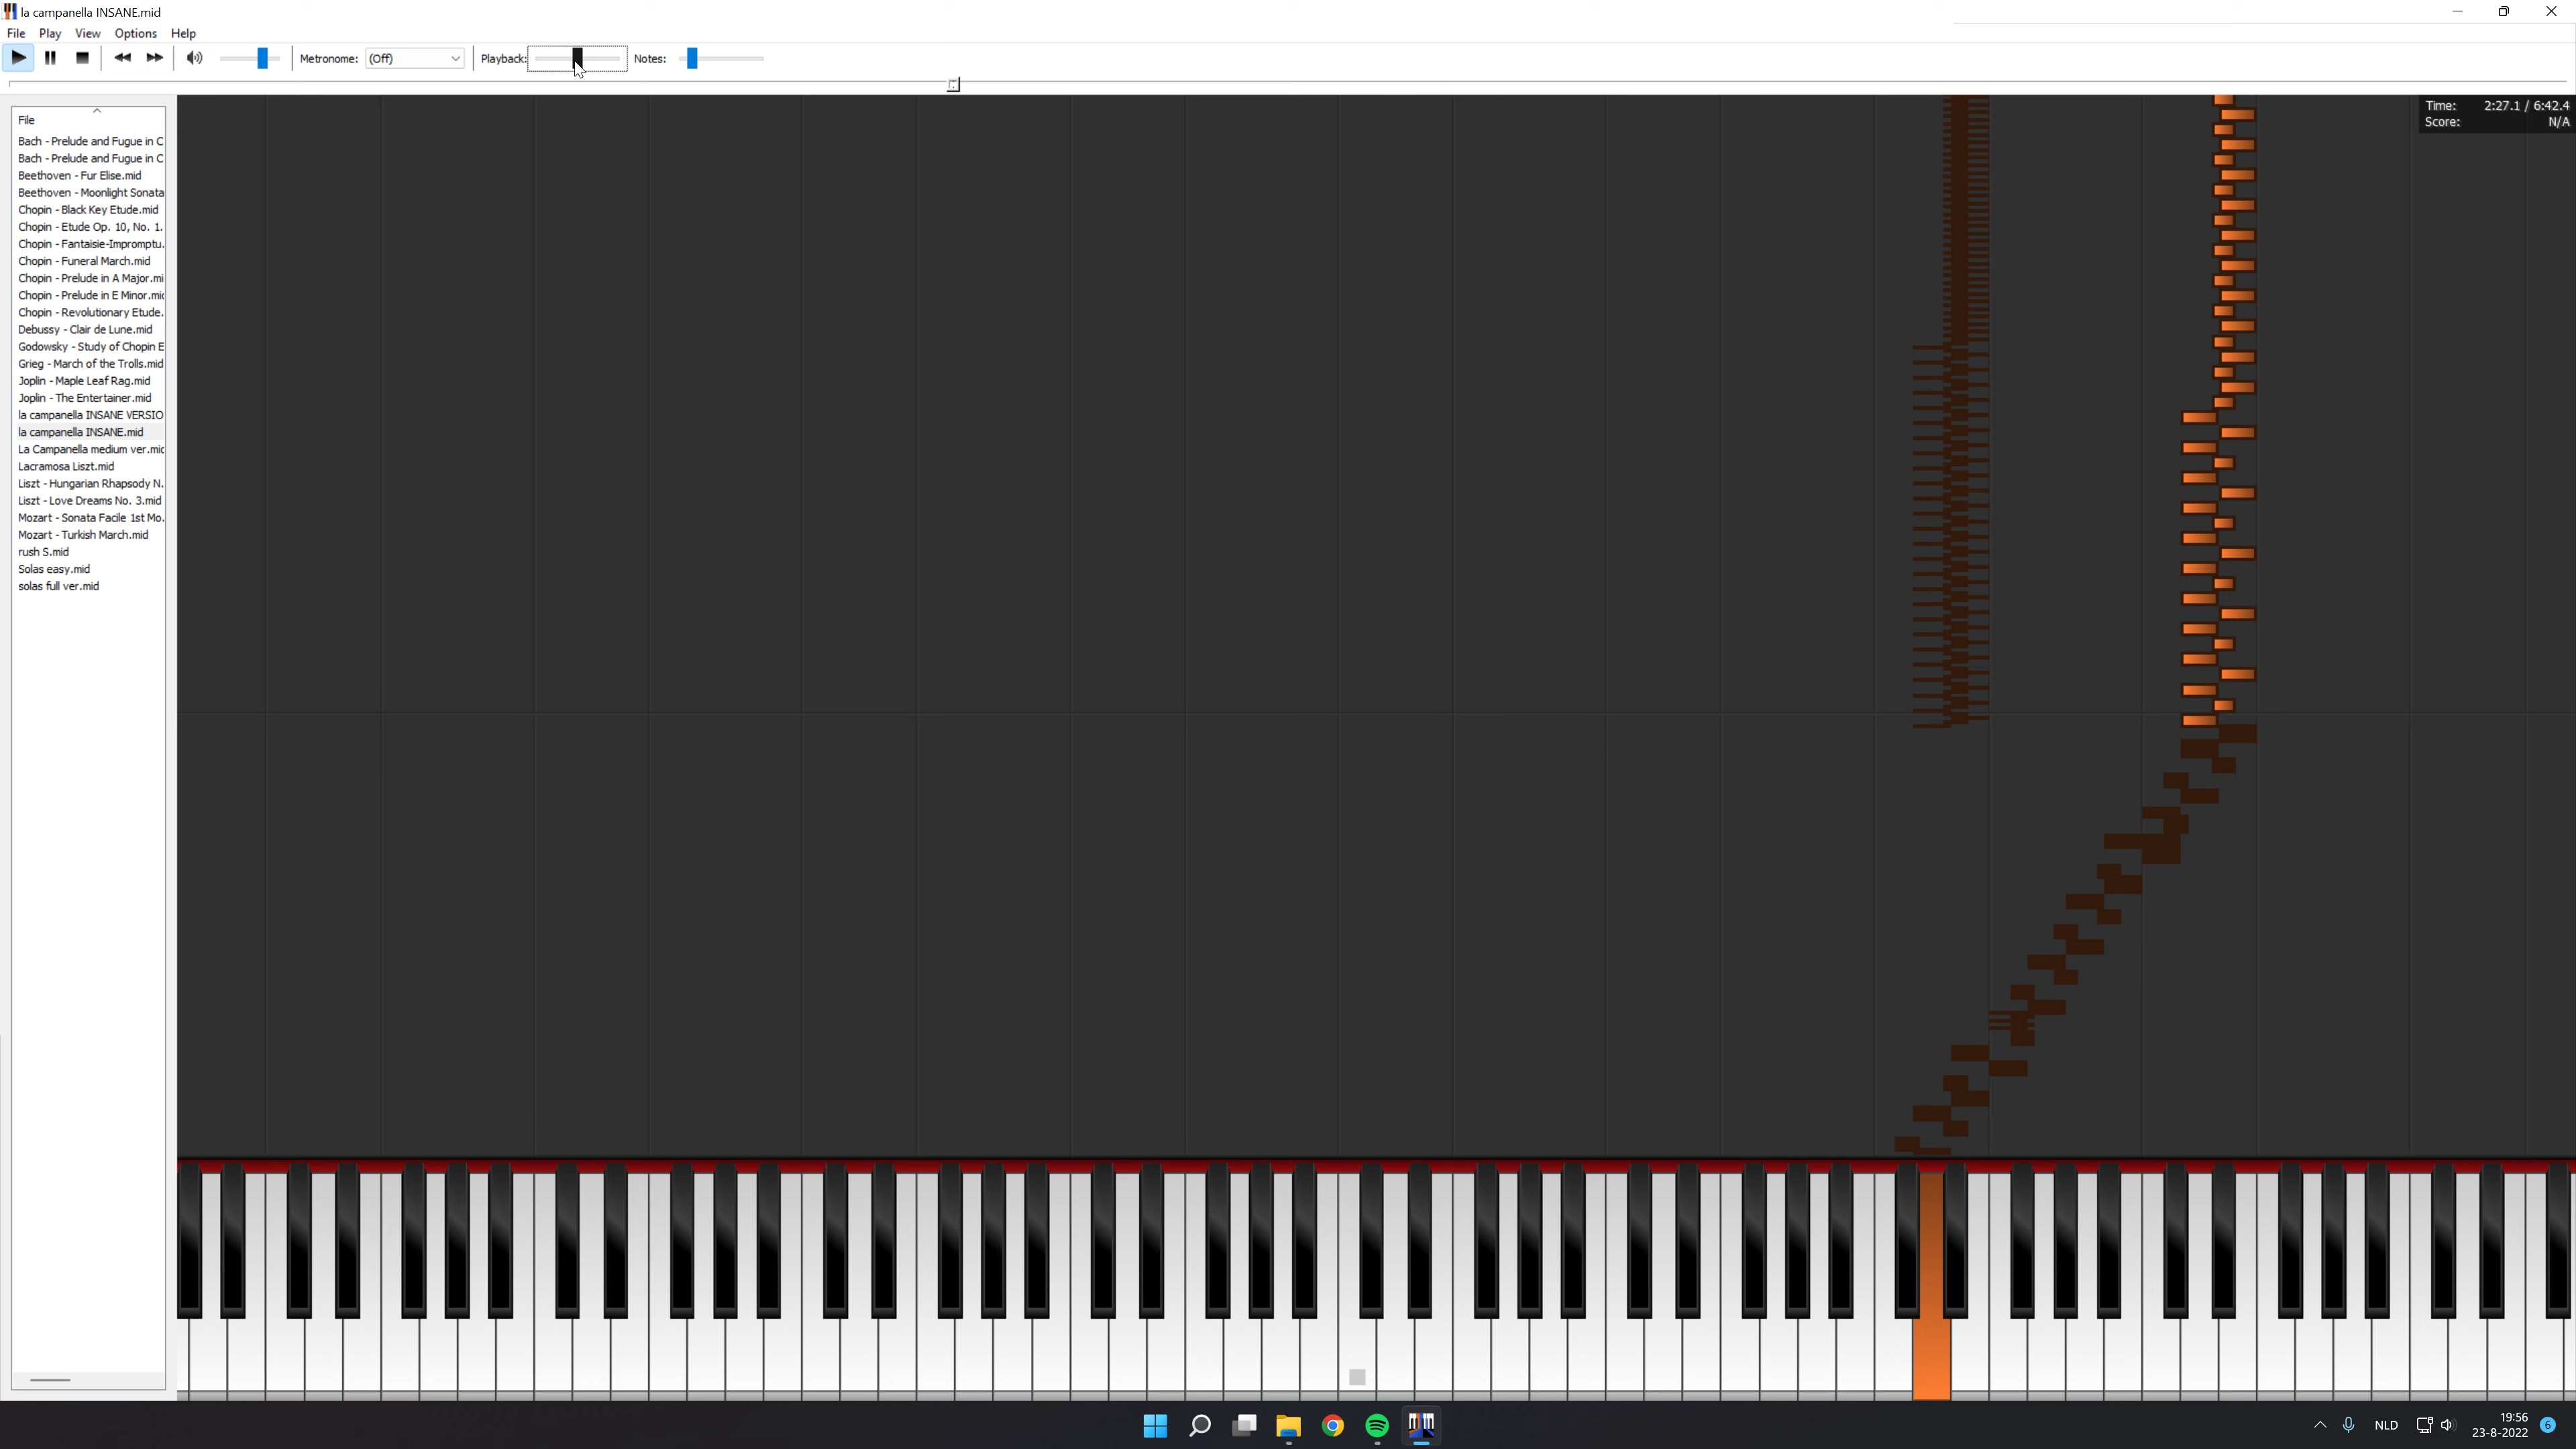 la campanella INSANE.mid
File Play View Options Help
Metronome: (Off) Playback: Notes:
Time: 2:27.1 / 6:42.4
Score: N/A
File
Bach - Prelude and Fugue in C
Bach - Prelude and Fugue in C
Beethoven - Fur Elise.mid
Beethoven - Moonlight Sonata
Chopin - Black Key Etude.mid
Chopin - Etude Op. 10, No. 1.
Chopin - Fantaisie-Impromptu.
Chopin - Funeral March.mid
Chopin - Prelude in A Major.mi
Chopin - Prelude in E Minor.mid
Chopin - Revolutionary Etude.
Debussy - Clair de Lune.mid
Godowsky - Study of Chopin E
Grieg - March of the Trolls.mid
Joplin - Maple Leaf Rag.mid
Joplin - The Entertainer.mid
la campanella INSANE VERSIO
la campanella INSANE.mid
La Campanella medium ver.mid
Lacramosa Liszt.mid
Liszt - Hungarian Rhapsody N.
Liszt - Love Dreams No. 3.mid
Mozart - Sonata Facile 1st Mo.
Mozart - Turkish March.mid
rush S.mid
Solas easy.mid
solas full ver.mid
NLD
19:56
23-8-2022
6